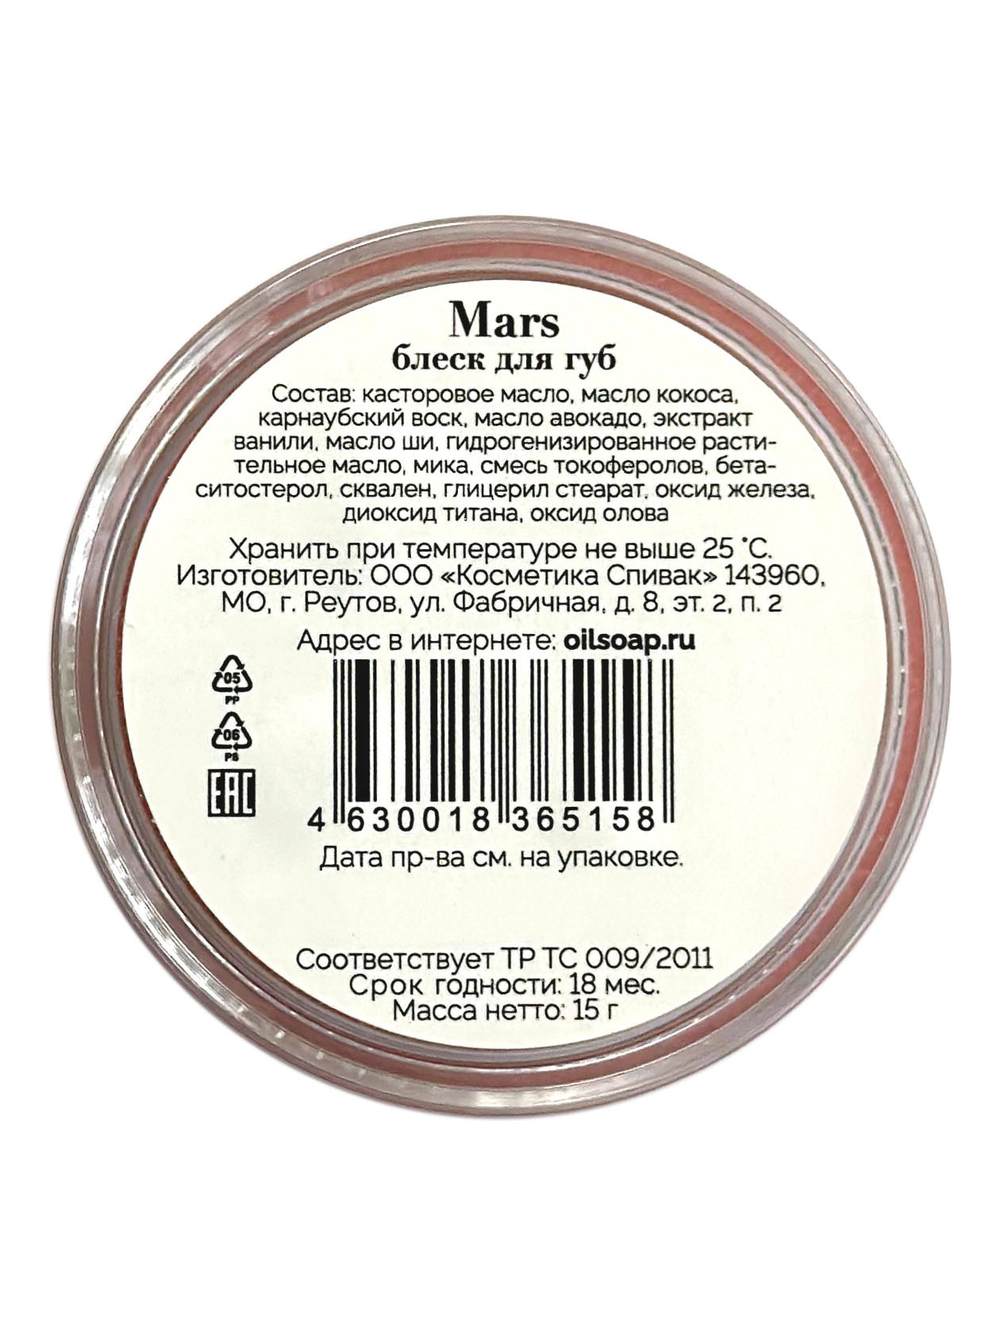 Mars
блеск для губ
Состав: касторовое масло, масло кокоса,
карнаубский воск, масло авокадо, экстракт
ванили, масло ши, гидрогенизированное расти-
тельное масло, мика, смесь токоферолов, бета-
ситостерол, сквален, глицерил стеарат, оксид железа,
диоксид титана, оксид олова
Хранить при температуре не выше 25 °С.
Изготовитель: ООО «Косметика Спивак» 143960,
МО, г. Реутов, ул. Фабричная, д. 8, эт. 2, п. 2
Адрес в интернете: oilsoap.ru
05
PP
06
PS
EAC
4 630018 365158
Дата пр-ва см. на упаковке.
Соответствует ТР ТС 009/2011
Срок годности: 18 мес.
Масса нетто: 15 г